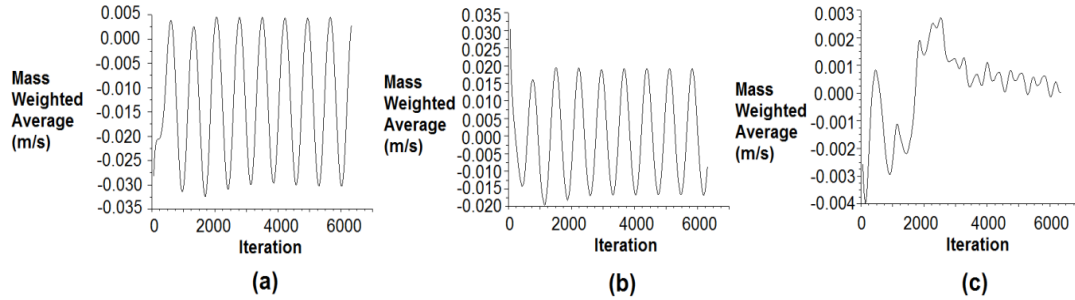 0.005
0.000
-0.005
-0.010
-0.020
-0.025
-0.030
-0.035
Mass
Weighted
Average
(m/s)
0 2000 4000 6000
Iteration
(a)
0.035
0.030
0.025
0.020
0.015
0.010
0.005
0.000
-0.005
-0.010
-0.015
-0.020
Mass
Weighted
Average
(m/s)
0 2000 4000 6000
Iteration
(b)
0.003
0.002
0.001
0.000
-0.001
-0.002
-0.003
-0.004
Mass
Weighted
Average
(m/s)
0 2000 4000 6000
Iteration
(c)